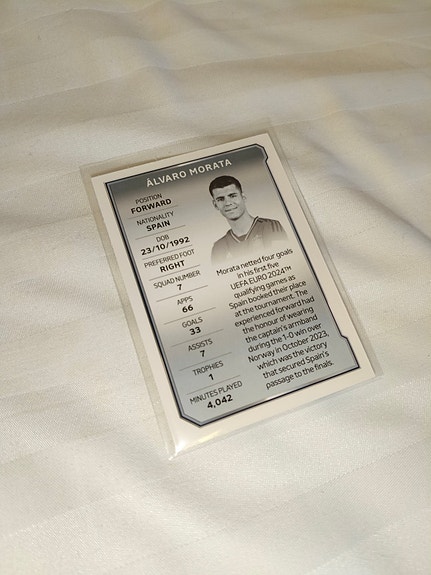 ÁLVARO MORATA
POSITION
FORWARD
NATIONALITY
SPAIN
DOB
23/10/1992
PREFERRED FOOT
RIGHT
SQUAD NUMBER
7
APPS
66
GOALS
33
ASSISTS
7
TROPHIES
1
MINUTES PLAYED
4,042
Morata netted four goals
in his first five
UEFA EURO 2024™
qualifying games as
Spain booked their place
at the tournament. The
experienced forward had
the honour of wearing
the captain's armband
during the 1-0 win over
Norway in October 2023,
which was the victory
that secured Spain's
passage to the finals.